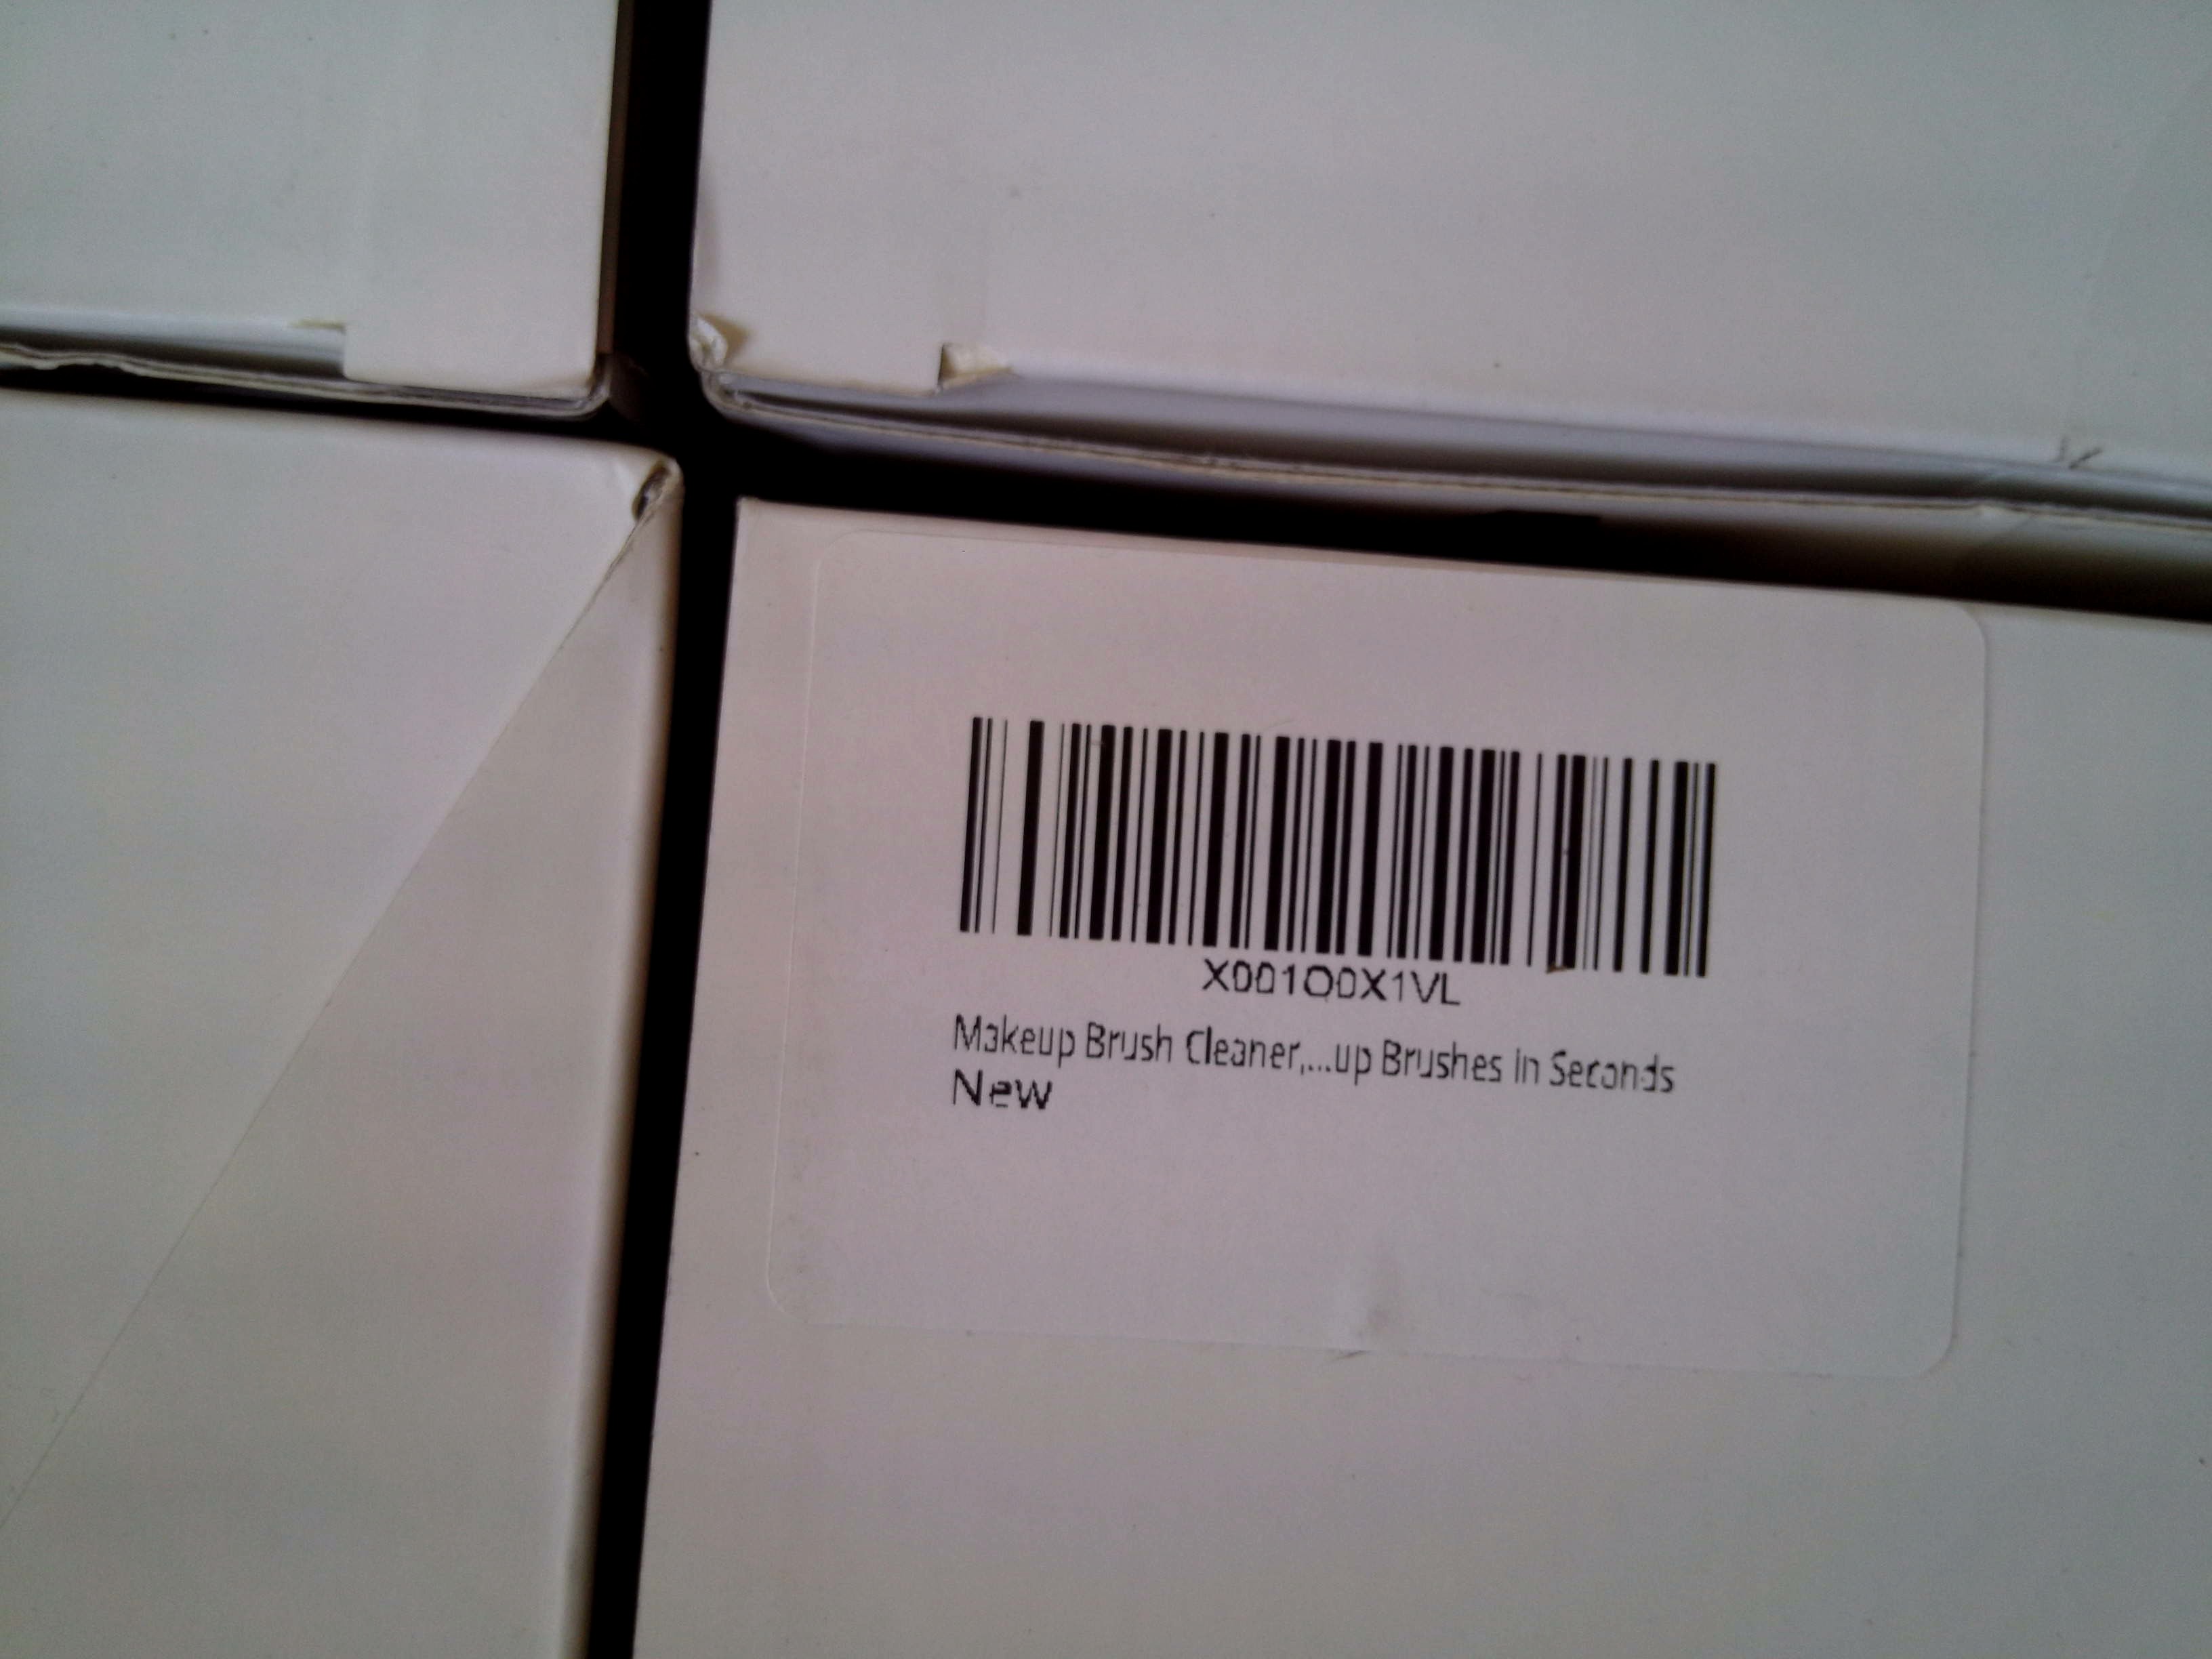 X001O0X1VL
Makeup Brush Cleaner,...up Brushes in Seconds
New